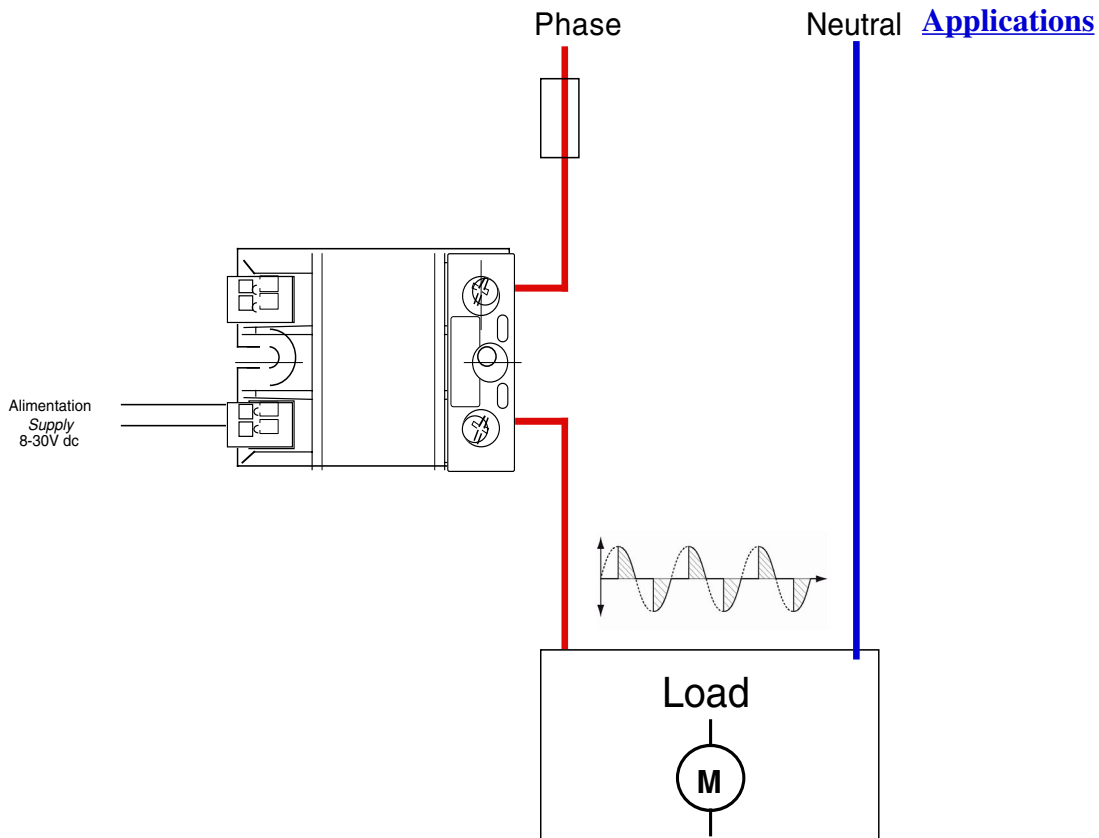 Phase
Neutral
Applications
Alimentation
Supply
8-30V dc
Load
M